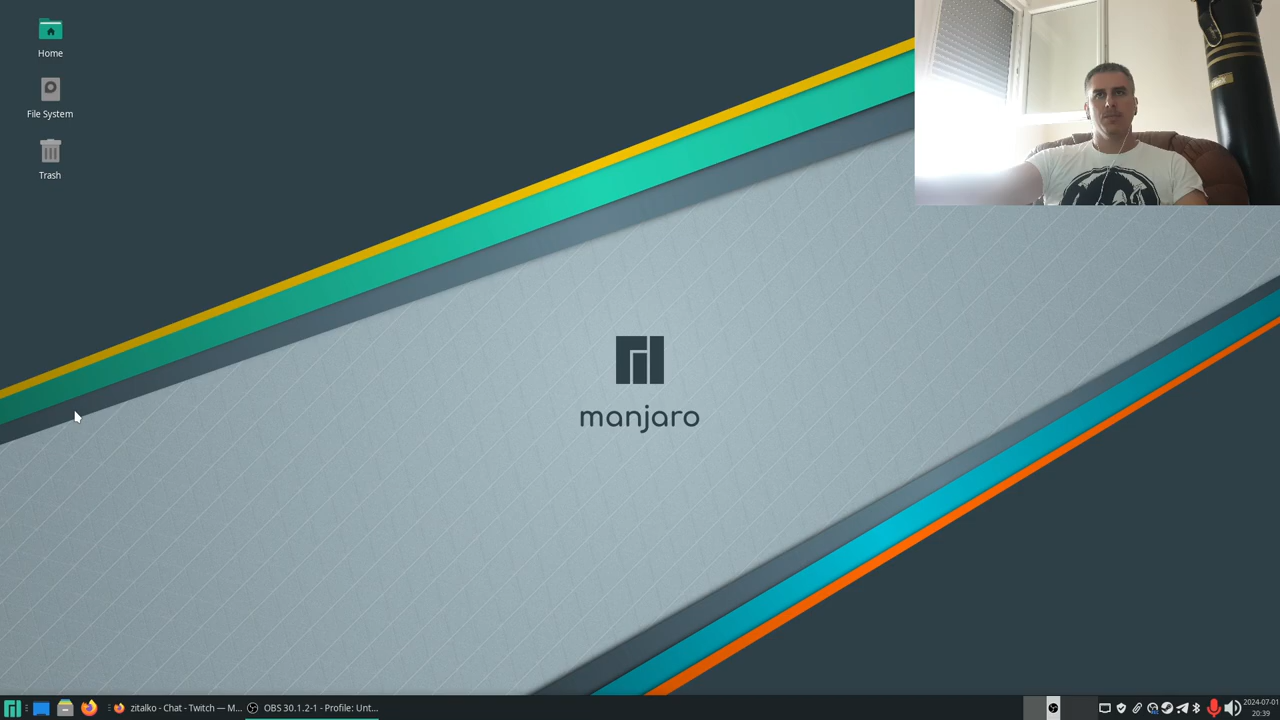 Home
File System
Trash
manjaro
zitalko - Chat - Twitch — M...
OBS 30.1.2-1 - Profile: Unt...
2024-07-01
20:39